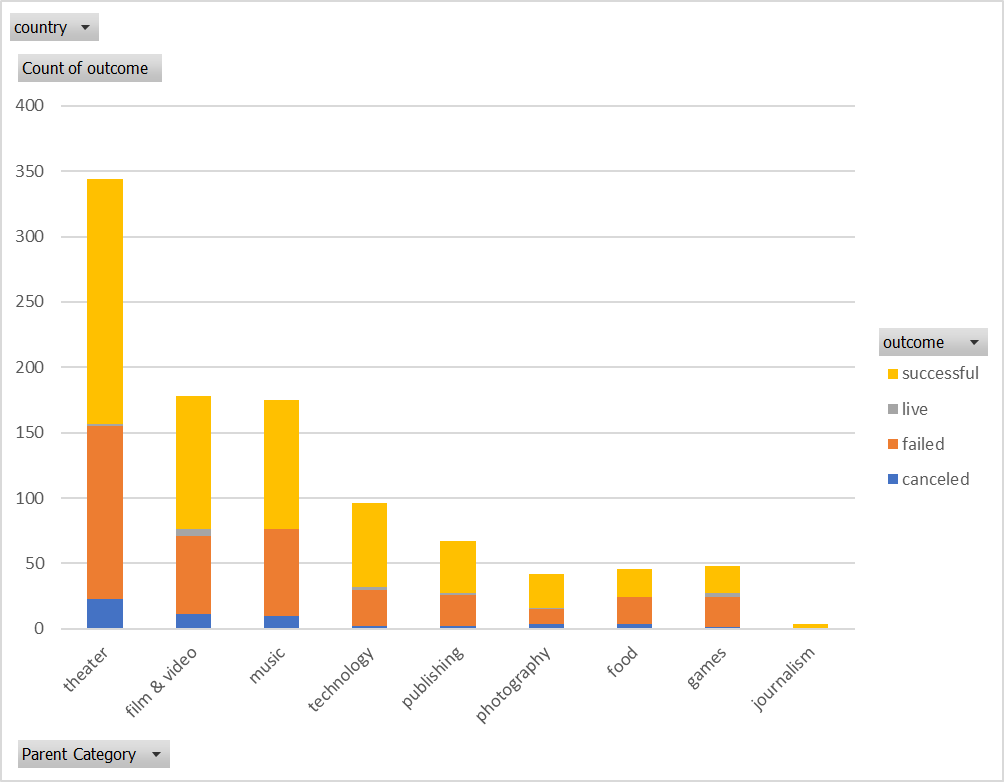 country
Count of outcome
400
350
300
250
200
150
100
50
0
theater
film & video
music
technology
publishing
photography
food
games
journalism
outcome
successful
live
failed
canceled
Parent Category